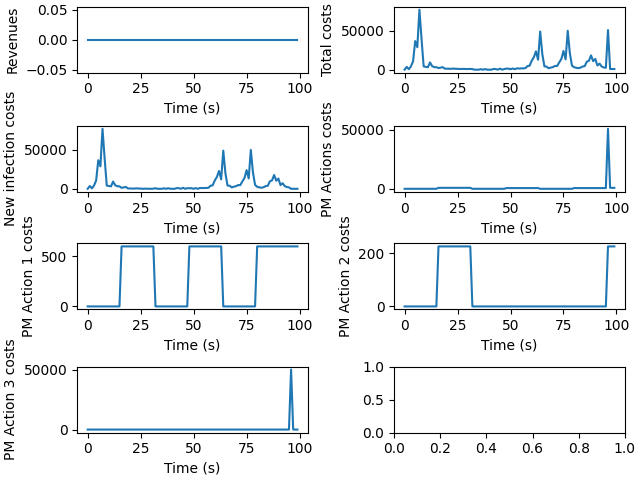 Revenues
0.05
0.00
−0.05
0 25 50 75 100
Time (s)
Total costs
50000
0
0 25 50 75 100
Time (s)
New infection costs
50000
0
0 25 50 75 100
Time (s)
PM Actions costs
50000
0
0 25 50 75 100
Time (s)
PM Action 1 costs
500
0
0 25 50 75 100
Time (s)
PM Action 2 costs
200
0
0 25 50 75 100
Time (s)
PM Action 3 costs
50000
0
0 25 50 75 100
Time (s)
1.0
0.5
0.0
0.0 0.2 0.4 0.6 0.8 1.0